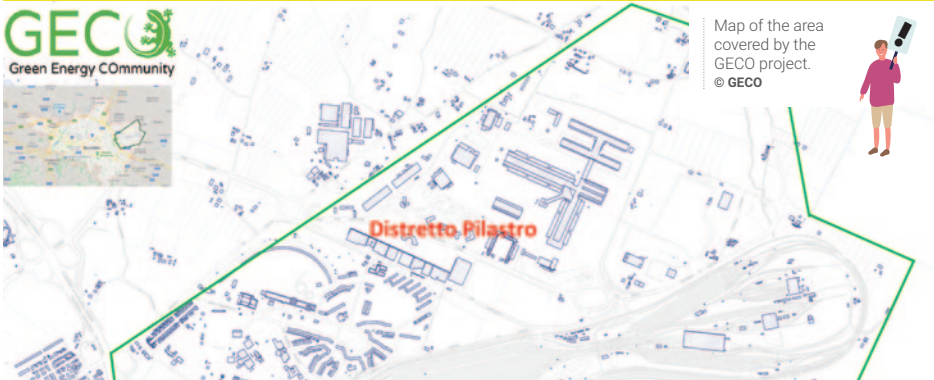 GECO
Green Energy COmmunity
Map of the area
covered by the
GECO project.
© GECO
Distretto Pilastro